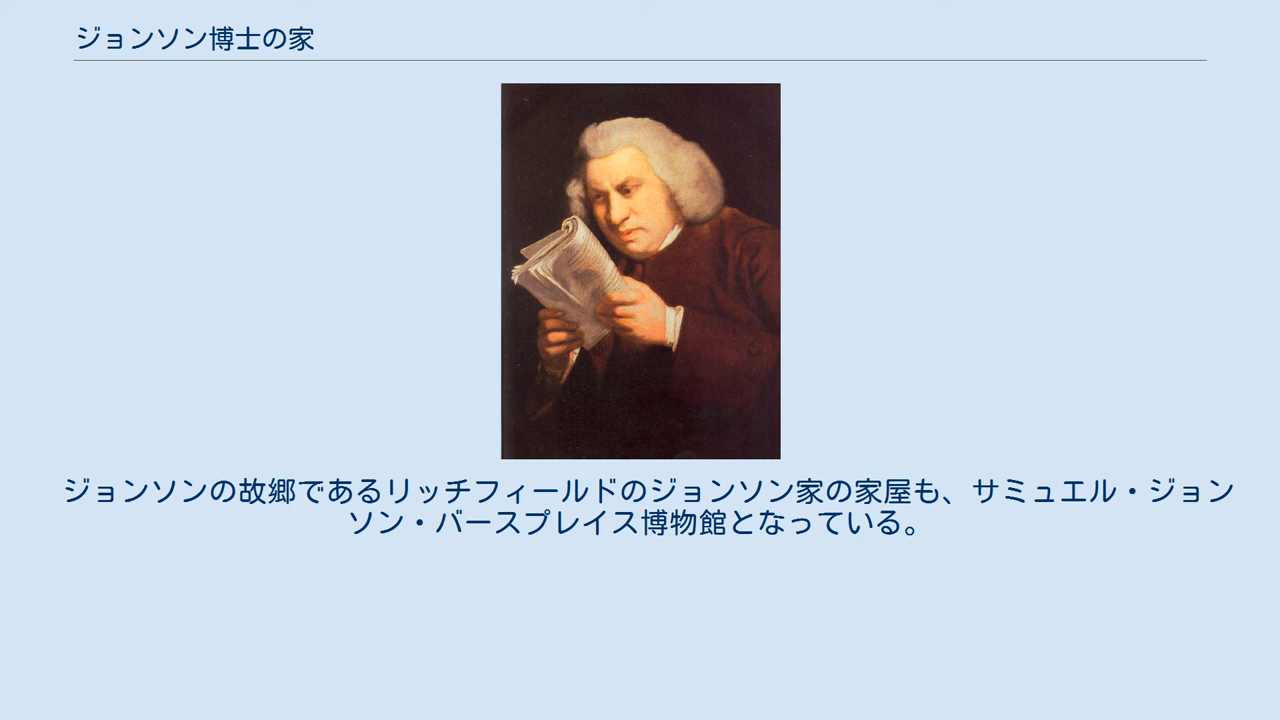 ジョンソン博士の家
ジョンソンの故郷であるリッチフィールドのジョンソン家の家屋も、サミュエル・ジョン
ソン・バースプレイス博物館となっている。